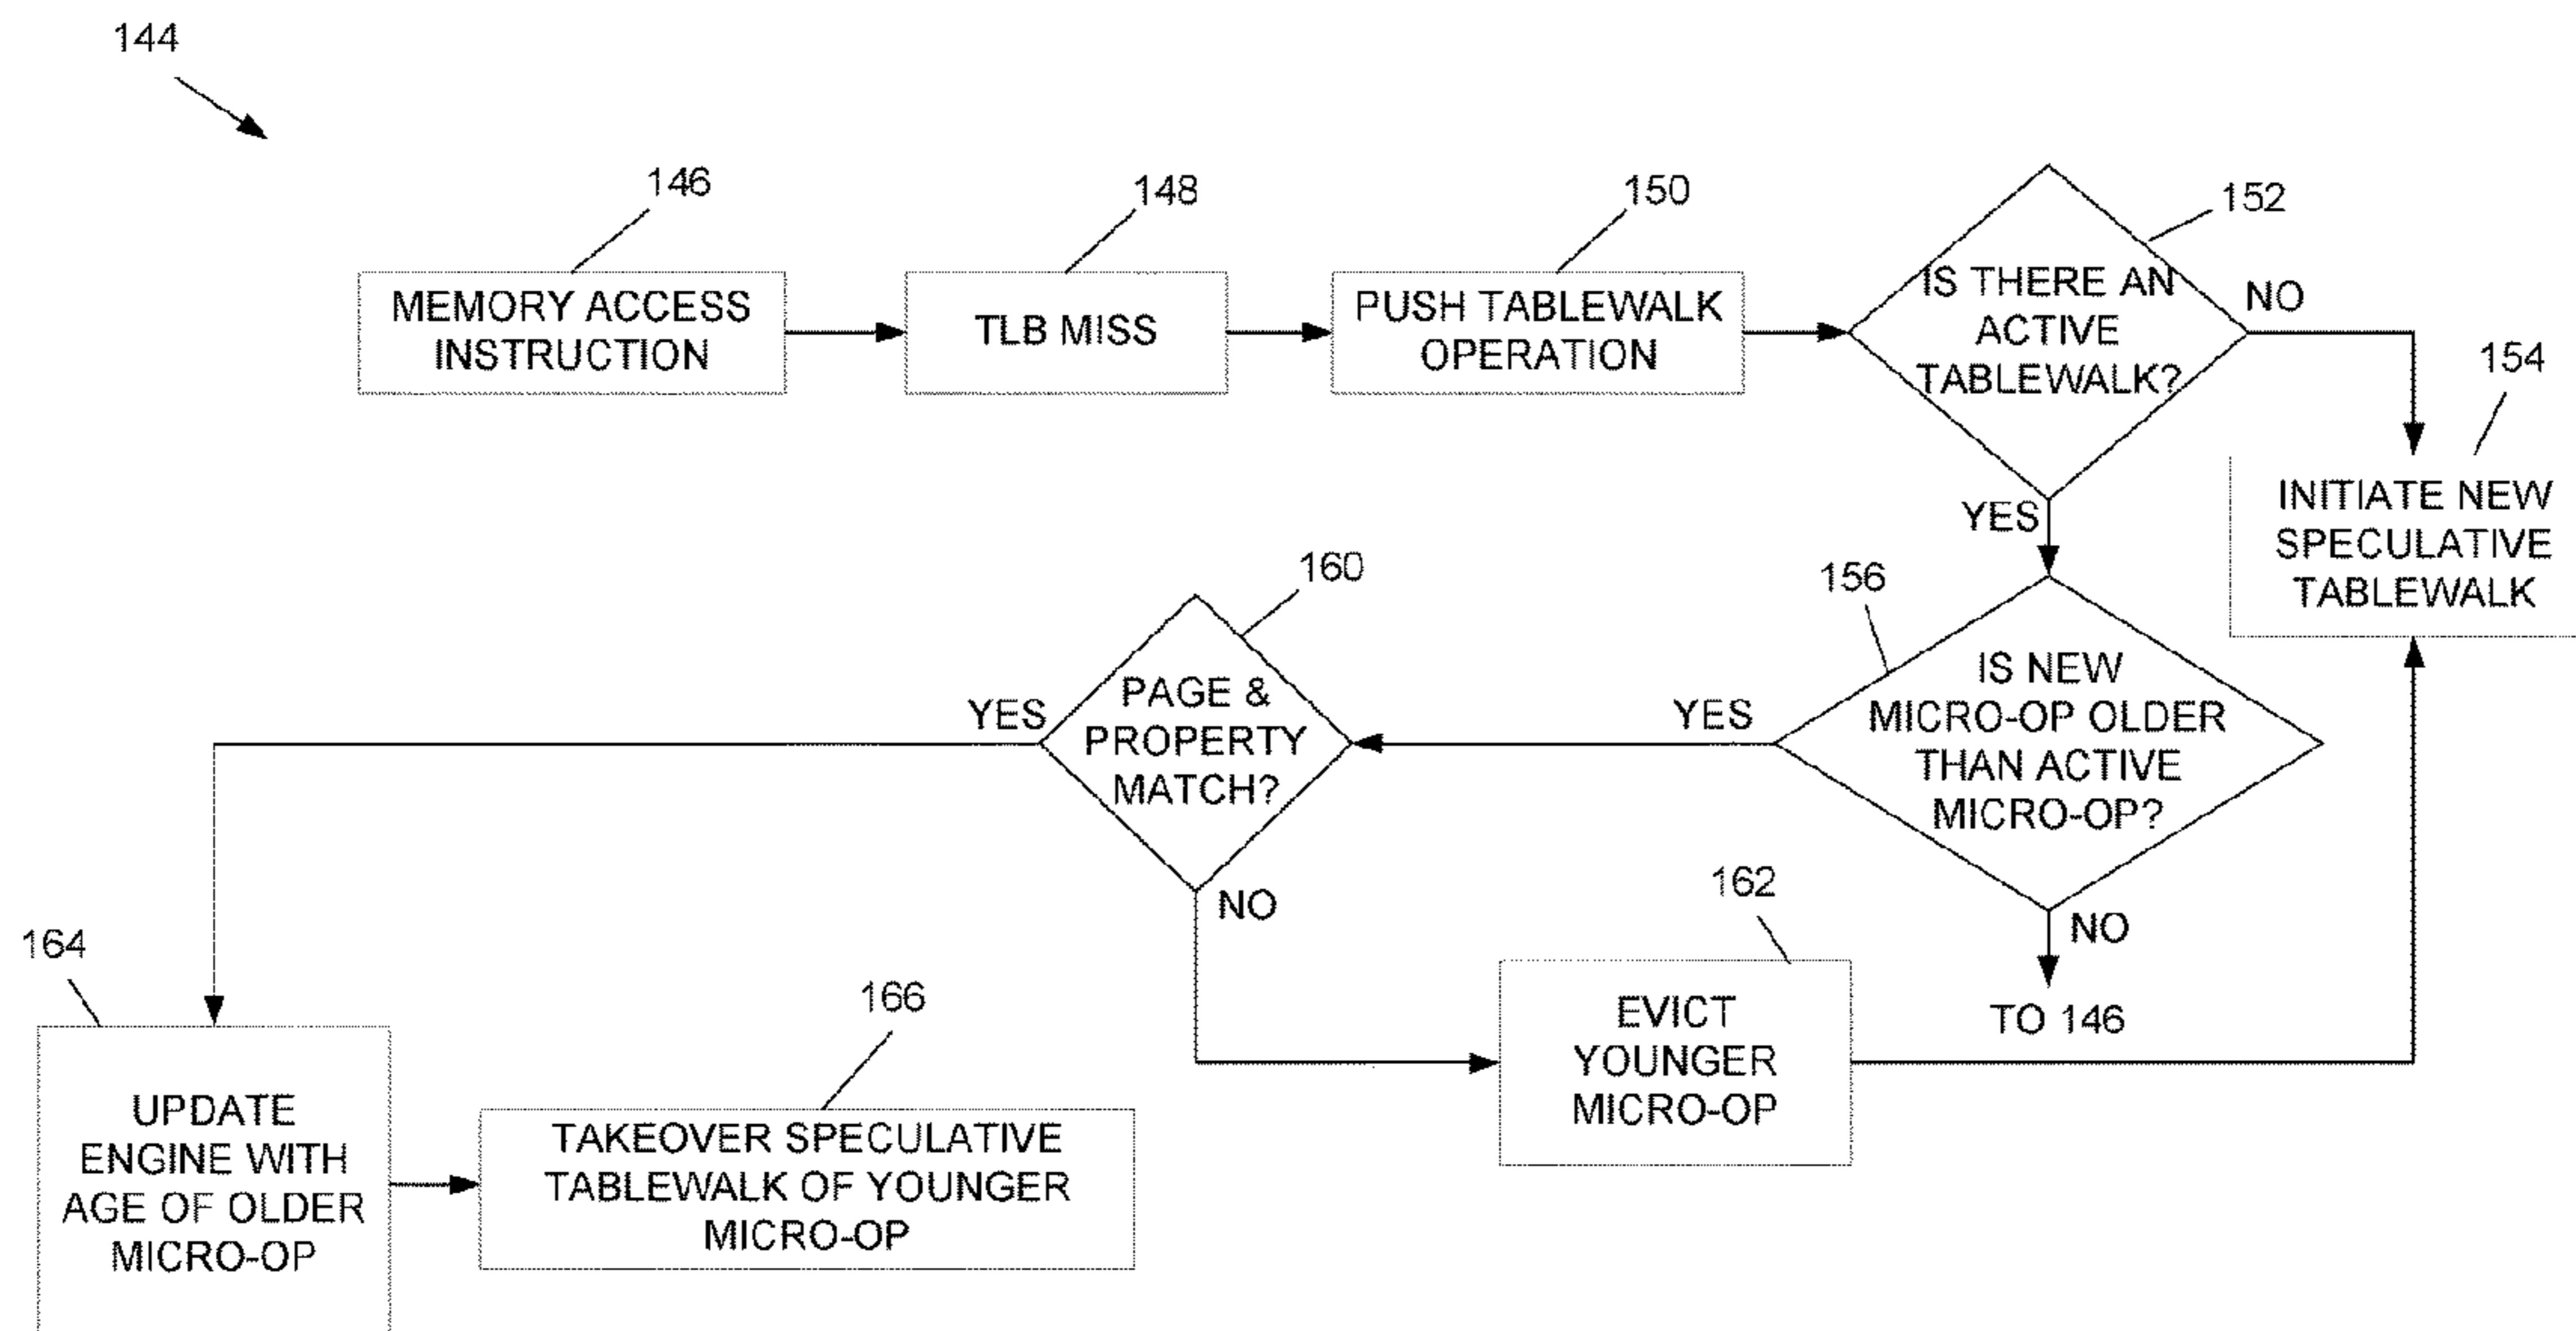 144
146
148
150
152
MEMORY ACCESS
INSTRUCTION
TLB MISS
PUSH TABLEWALK
OPERATION
IS THERE AN
ACTIVE
TABLEWALK?
NO
YES
154
INITIATE NEW
SPECULATIVE
TABLEWALK
156
IS NEW
MICRO-OP OLDER
THAN ACTIVE
MICRO-OP?
YES
NO
TO 146
160
PAGE &
PROPERTY
MATCH?
YES
NO
162
EVICT
YOUNGER
MICRO-OP
164
UPDATE
ENGINE WITH
AGE OF OLDER
MICRO-OP
166
TAKEOVER SPECULATIVE
TABLEWALK OF YOUNGER
MICRO-OP